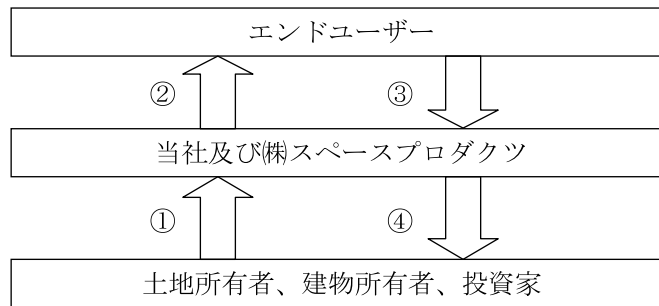 エンドユーザー
② ③
当社及び㈱スペースプロダクツ
① ④
土地所有者、建物所有者、投資家